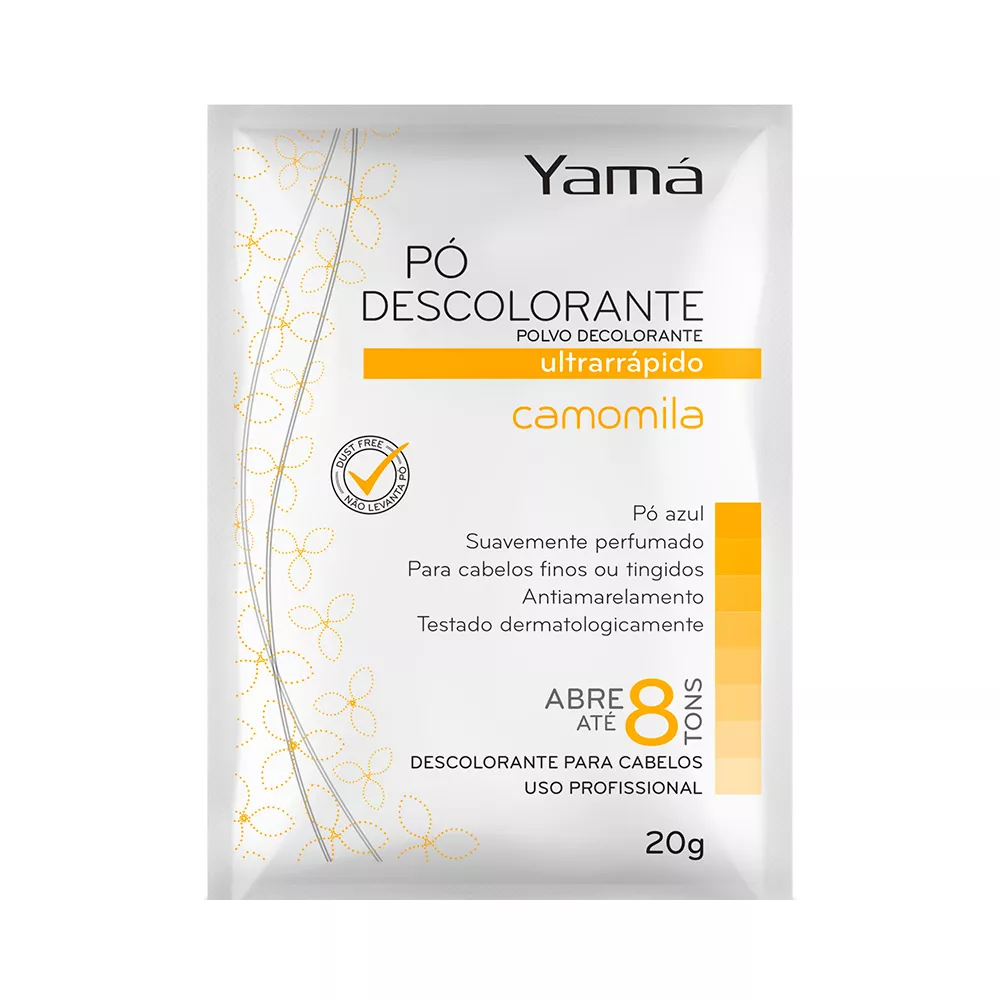 Yamá
PÓ
DESCOLORANTE
POLVO DECOLORANTE
ultrarrápido
camomila
DUST FREE
NÃO LEVANTA PÓ
Pó azul
Suavemente perfumado
Para cabelos finos ou tingidos
Antiamarelamento
Testado dermatologicamente
ABRE
ATÉ
8
TONS
DESCOLORANTE PARA CABELOS
USO PROFISSIONAL
20g